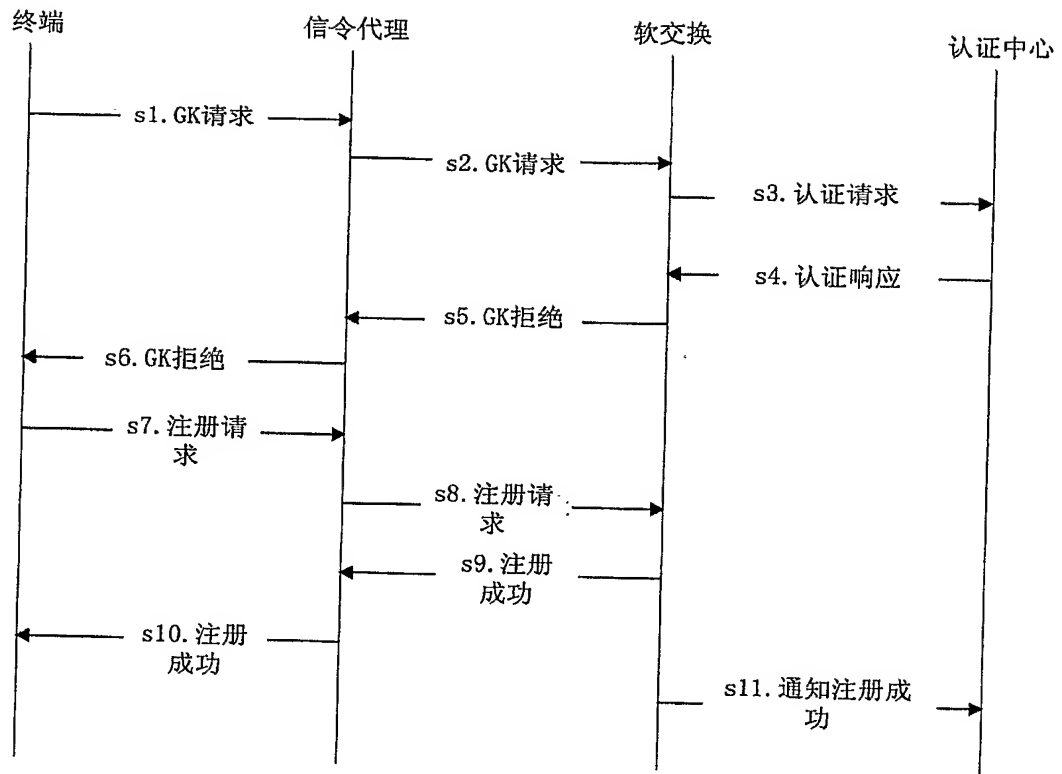 终端
信令代理
软交换
认证中心
s1.GK请求
s2.GK请求
s3.认证请求
s4.认证响应
s5.GK拒绝
s6.GK拒绝
s7.注册请
求
s8.注册请
求
s9.注册
成功
s10.注册
成功
s11.通知注册成
功